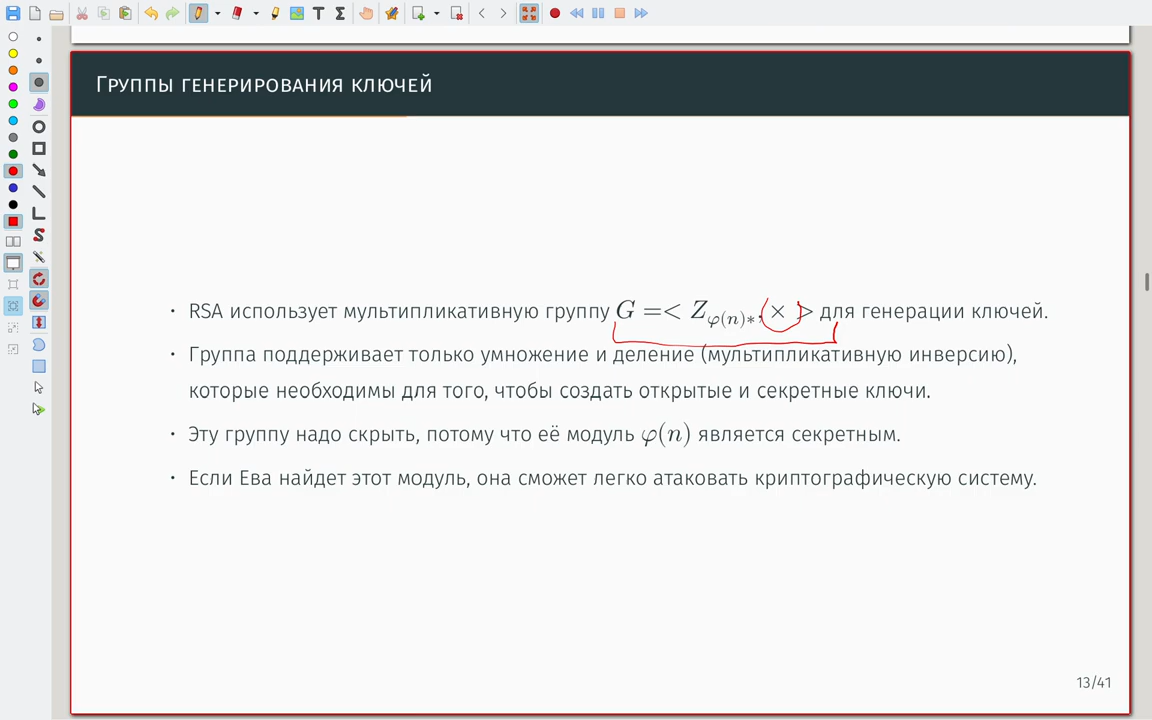 Группы генерирования ключей
• RSA использует мультипликативную группу G =< Z_{φ(n)∗}, × > для генерации ключей.
• Группа поддерживает только умножение и деление (мультипликативную инверсию),
которые необходимы для того, чтобы создать открытые и секретные ключи.
• Эту группу надо скрыть, потому что её модуль φ(n) является секретным.
• Если Ева найдет этот модуль, она сможет легко атаковать криптографическую систему.
13/41